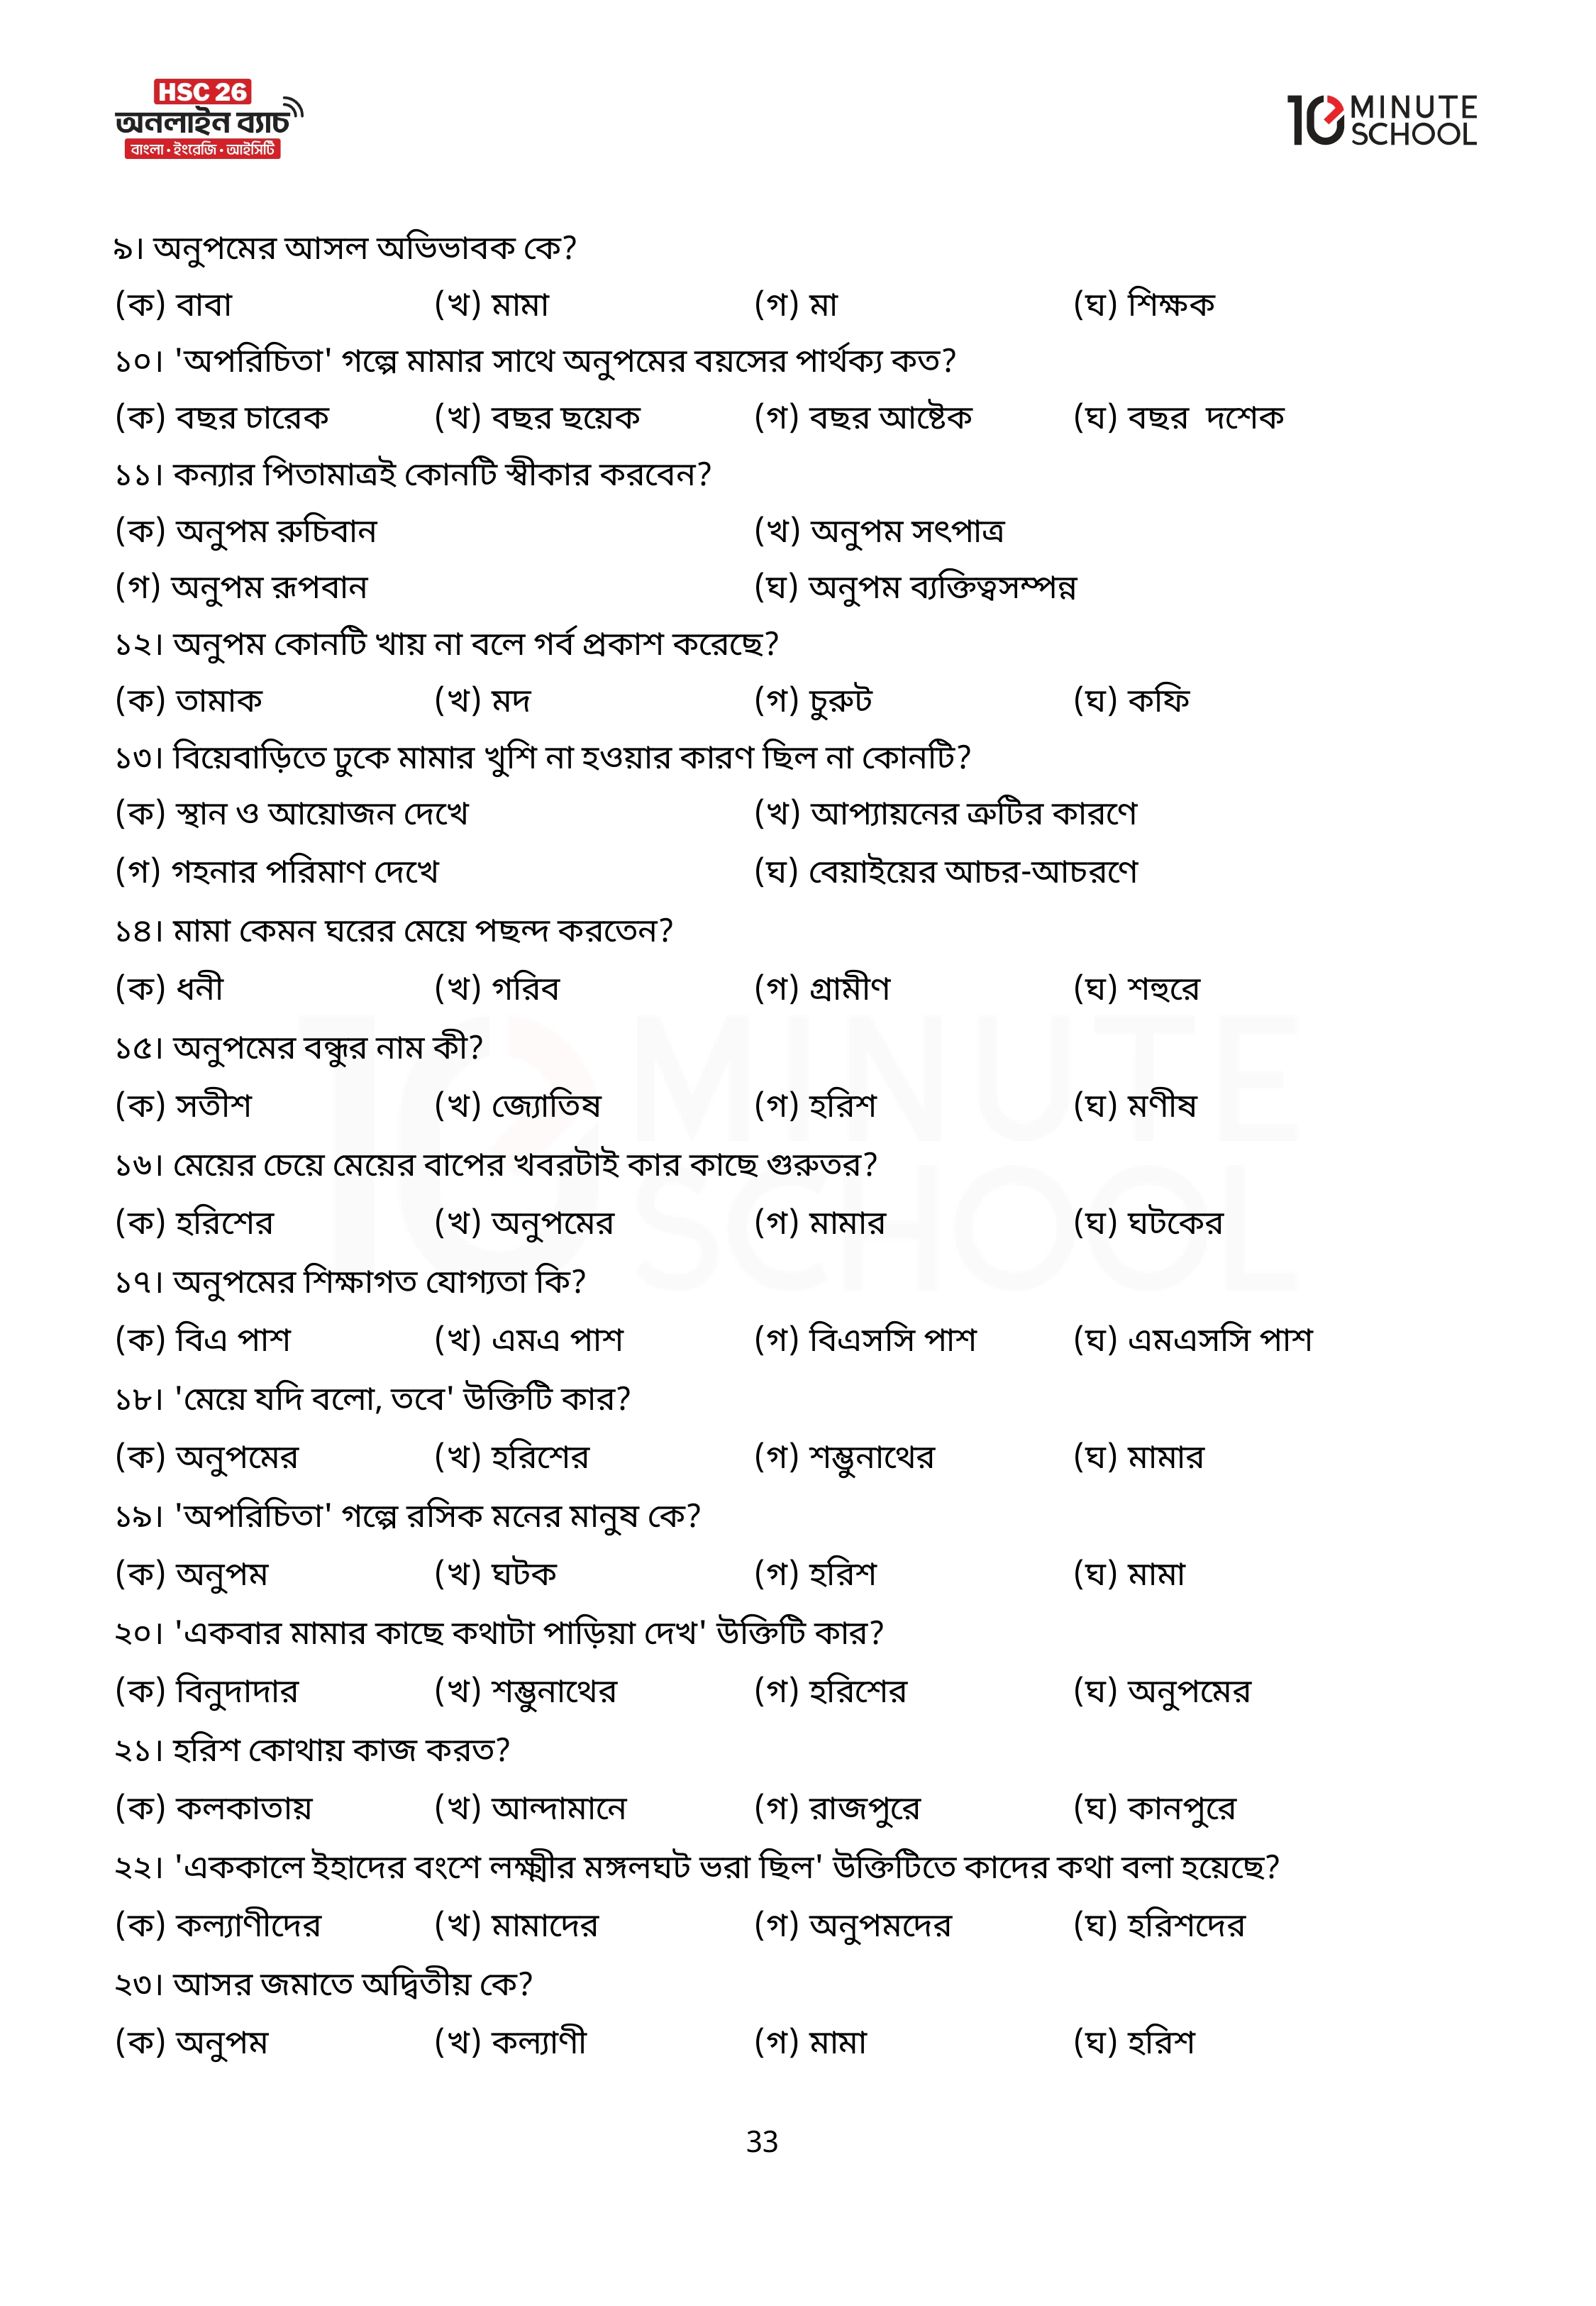 HSC 26
অনলাইন ব্যাচ
বাংলা • ইংরেজি • আইসিটি
10 MINUTE SCHOOL
৯। অনুপমের আসল অভিভাবক কে?
(ক) বাবা (খ) মামা (গ) মা (ঘ) শিক্ষক
১০। 'অপরিচিতা' গল্পে মামার সাথে অনুপমের বয়সের পার্থক্য কত?
(ক) বছর চারেক (খ) বছর ছয়েক (গ) বছর আষ্টেক (ঘ) বছর দশেক
১১। কন্যার পিতামাত্রই কোনটি স্বীকার করবেন?
(ক) অনুপম রুচিবান (খ) অনুপম সৎপাত্র
(গ) অনুপম রূপবান (ঘ) অনুপম ব্যক্তিত্বসম্পন্ন
১২। অনুপম কোনটি খায় না বলে গর্ব প্রকাশ করেছে?
(ক) তামাক (খ) মদ (গ) চুরুট (ঘ) কফি
১৩। বিয়েবাড়িতে ঢুকে মামার খুশি না হওয়ার কারণ ছিল না কোনটি?
(ক) স্থান ও আয়োজন দেখে (খ) আপ্যায়নের ত্রুটির কারণে
(গ) গহনার পরিমাণ দেখে (ঘ) বেয়াইয়ের আচর-আচরণে
১৪। মামা কেমন ঘরের মেয়ে পছন্দ করতেন?
(ক) ধনী (খ) গরিব (গ) গ্রামীণ (ঘ) শহুরে
১৫। অনুপমের বন্ধুর নাম কী?
(ক) সতীশ (খ) জ্যোতিষ (গ) হরিশ (ঘ) মণীষ
১৬। মেয়ের চেয়ে মেয়ের বাপের খবরটাই কার কাছে গুরুতর?
(ক) হরিশের (খ) অনুপমের (গ) মামার (ঘ) ঘটকের
১৭। অনুপমের শিক্ষাগত যোগ্যতা কি?
(ক) বিএ পাশ (খ) এমএ পাশ (গ) বিএসসি পাশ (ঘ) এমএসসি পাশ
১৮। 'মেয়ে যদি বলো, তবে' উক্তিটি কার?
(ক) অনুপমের (খ) হরিশের (গ) শম্ভুনাথের (ঘ) মামার
১৯। 'অপরিচিতা' গল্পে রসিক মনের মানুষ কে?
(ক) অনুপম (খ) ঘটক (গ) হরিশ (ঘ) মামা
২০। 'একবার মামার কাছে কথাটা পাড়িয়া দেখ' উক্তিটি কার?
(ক) বিনুদাদার (খ) শম্ভুনাথের (গ) হরিশের (ঘ) অনুপমের
২১। হরিশ কোথায় কাজ করত?
(ক) কলকাতায় (খ) আন্দামানে (গ) রাজপুরে (ঘ) কানপুরে
২২। 'এককালে ইহাদের বংশে লক্ষ্মীর মঙ্গলঘট ভরা ছিল' উক্তিটিতে কাদের কথা বলা হয়েছে?
(ক) কল্যাণীদের (খ) মামাদের (গ) অনুপমদের (ঘ) হরিশদের
২৩। আসর জমাতে অদ্বিতীয় কে?
(ক) অনুপম (খ) কল্যাণী (গ) মামা (ঘ) হরিশ
33